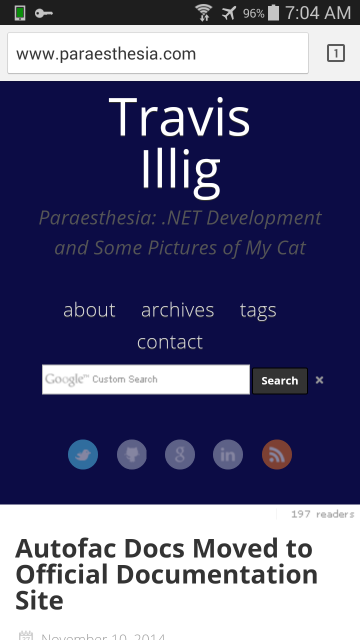 96% 7:04 AM
www.paraesthesia.com
1
Travis
Illig
Paraesthesia: .NET Development
and Some Pictures of My Cat
about archives tags
contact
Google™ Custom Search Search ×
197 readers
Autofac Docs Moved to
Official Documentation
Site
November 10, 2014